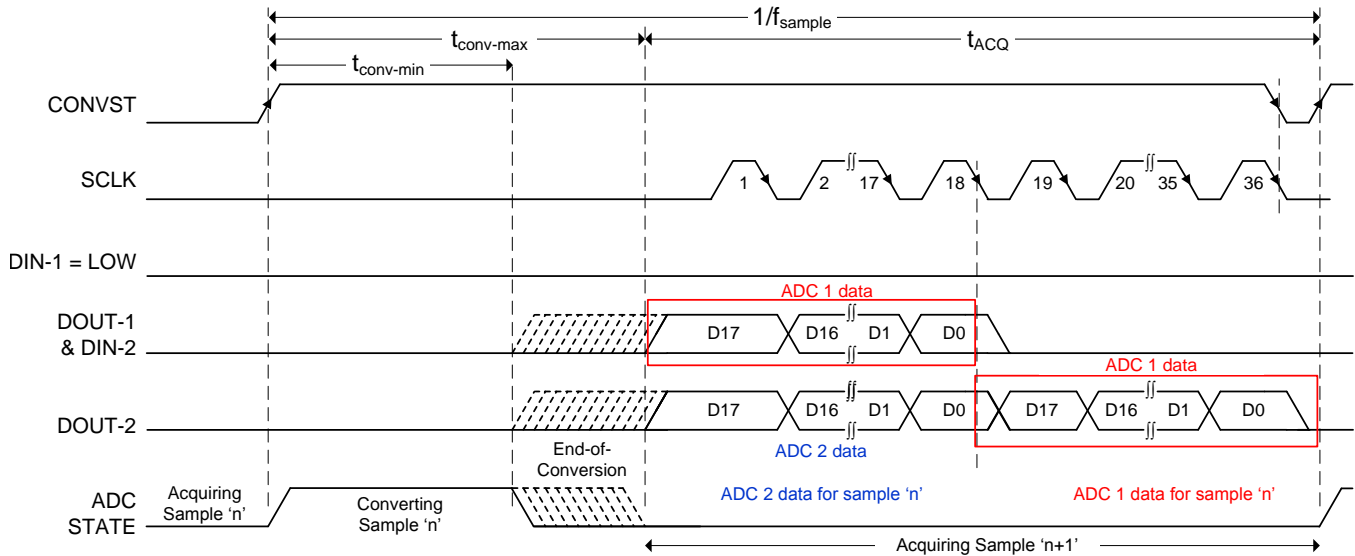 1/fsample
tconv-max
tACQ
tconv-min
CONVST
SCLK
1 2 ∫∫ 17 18 19 20 ∫∫ 35 36
DIN-1 = LOW
ADC 1 data
DOUT-1
& DIN-2
D17 D16 ∫∫ D1 D0
∫∫
ADC 1 data
DOUT-2
D17 D16 ∫∫ D1 D0 D17 D16 ∫∫ D1 D0
∫∫ ∫∫
ADC 2 data
End-of-
Conversion
ADC
STATE
Acquiring
Sample ‘n’
Converting
Sample ‘n’
ADC 2 data for sample ‘n’
ADC 1 data for sample ‘n’
Acquiring Sample ‘n+1’